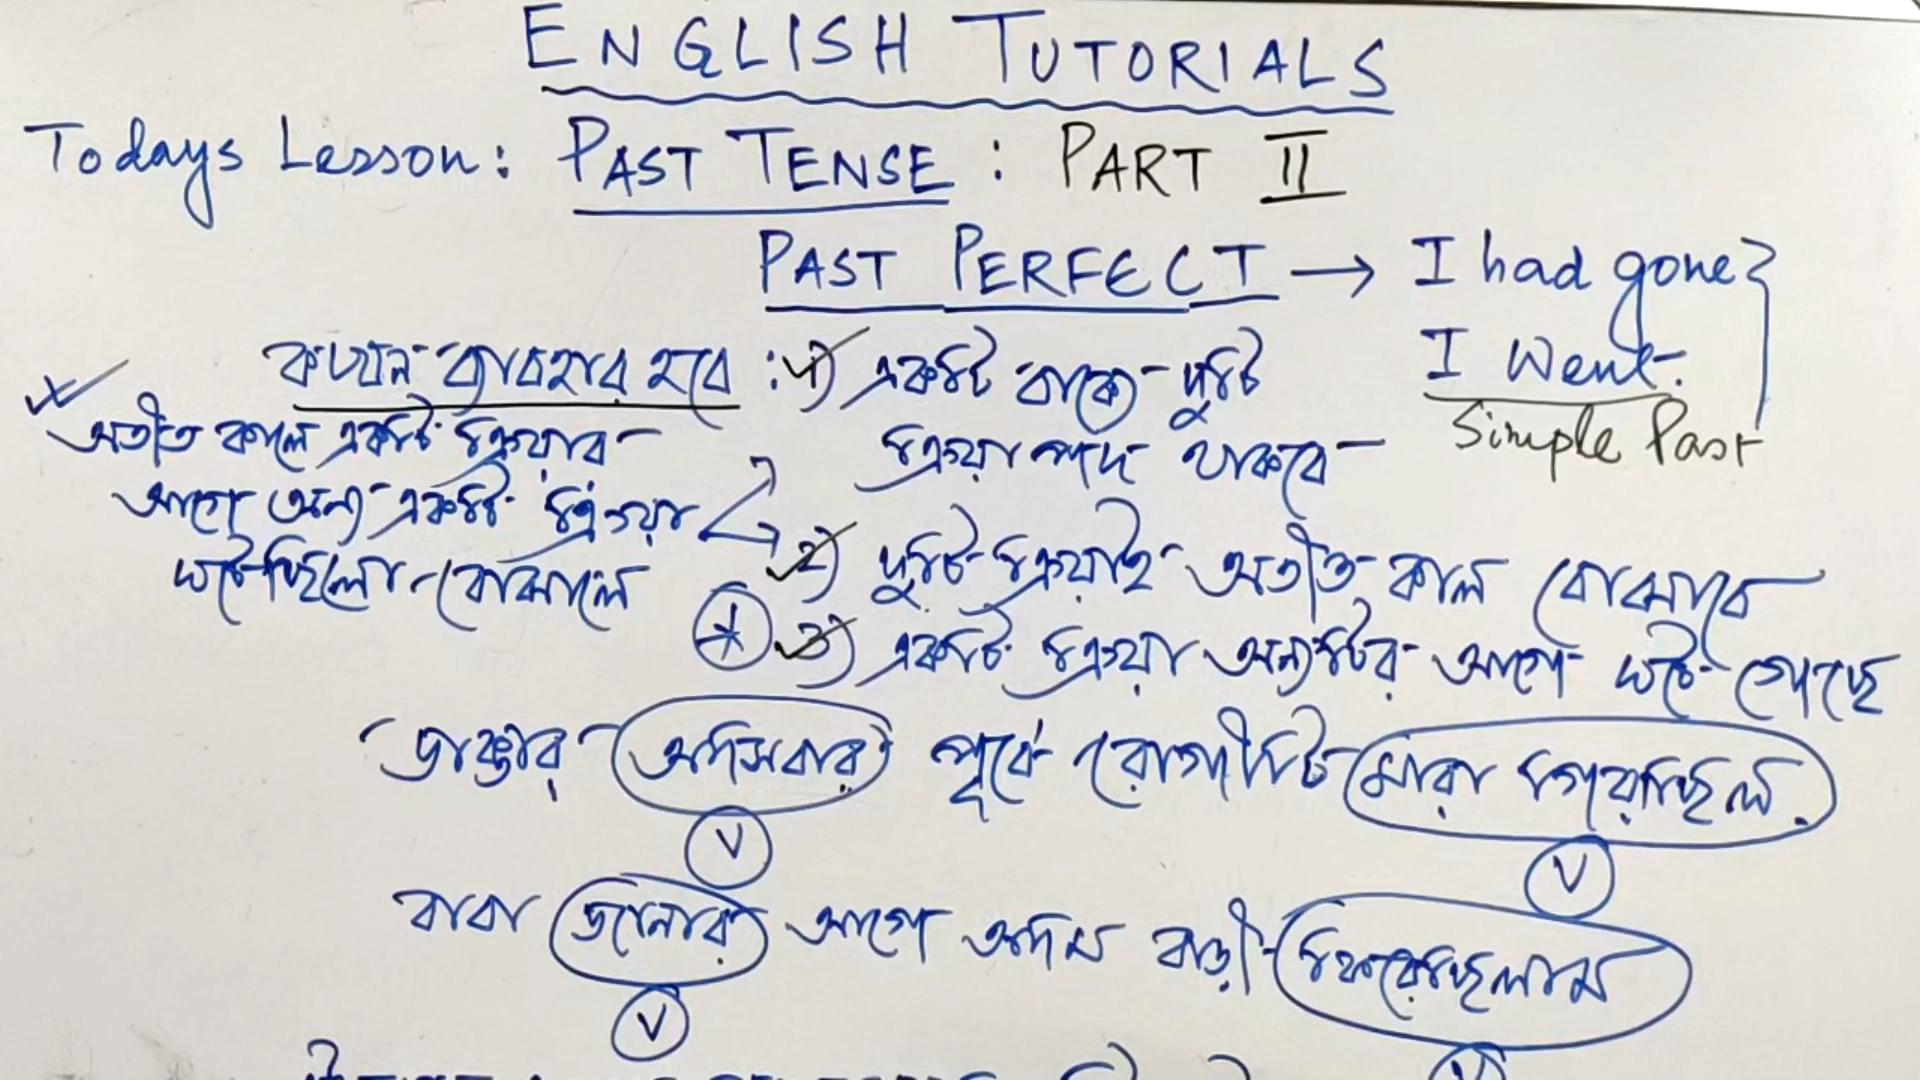 ENGLISH TUTORIALS
Todays Lesson: PAST TENSE: PART II
PAST PERFECT → I had gone
I went.
Simple Past
কখন ব্যবহার হবে:
অতীত কালে একটি ক্রিয়ার
আগে অন্য একটি ক্রিয়া
ঘটেছিলো বোঝালে
১) একটি বাক্যে দুটি
ক্রিয়াপদ থাকবে
২) দুটি ক্রিয়াই অতীত কাল বোঝাবে
৩) একটি ক্রিয়া অন্যটির আগে ঘটে গেছে
ডাক্তার আসিবার পূর্বে রোগীটি মারা গিয়েছিল.
V V
বাবা জানার আগে আমি বাড়ী ফিরেছিলাম
V V